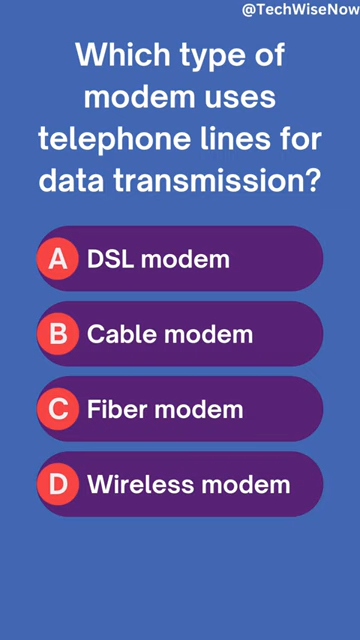 @TechWiseNow
Which type of
modem uses
telephone lines for
data transmission?
A DSL modem
B Cable modem
C Fiber modem
D Wireless modem